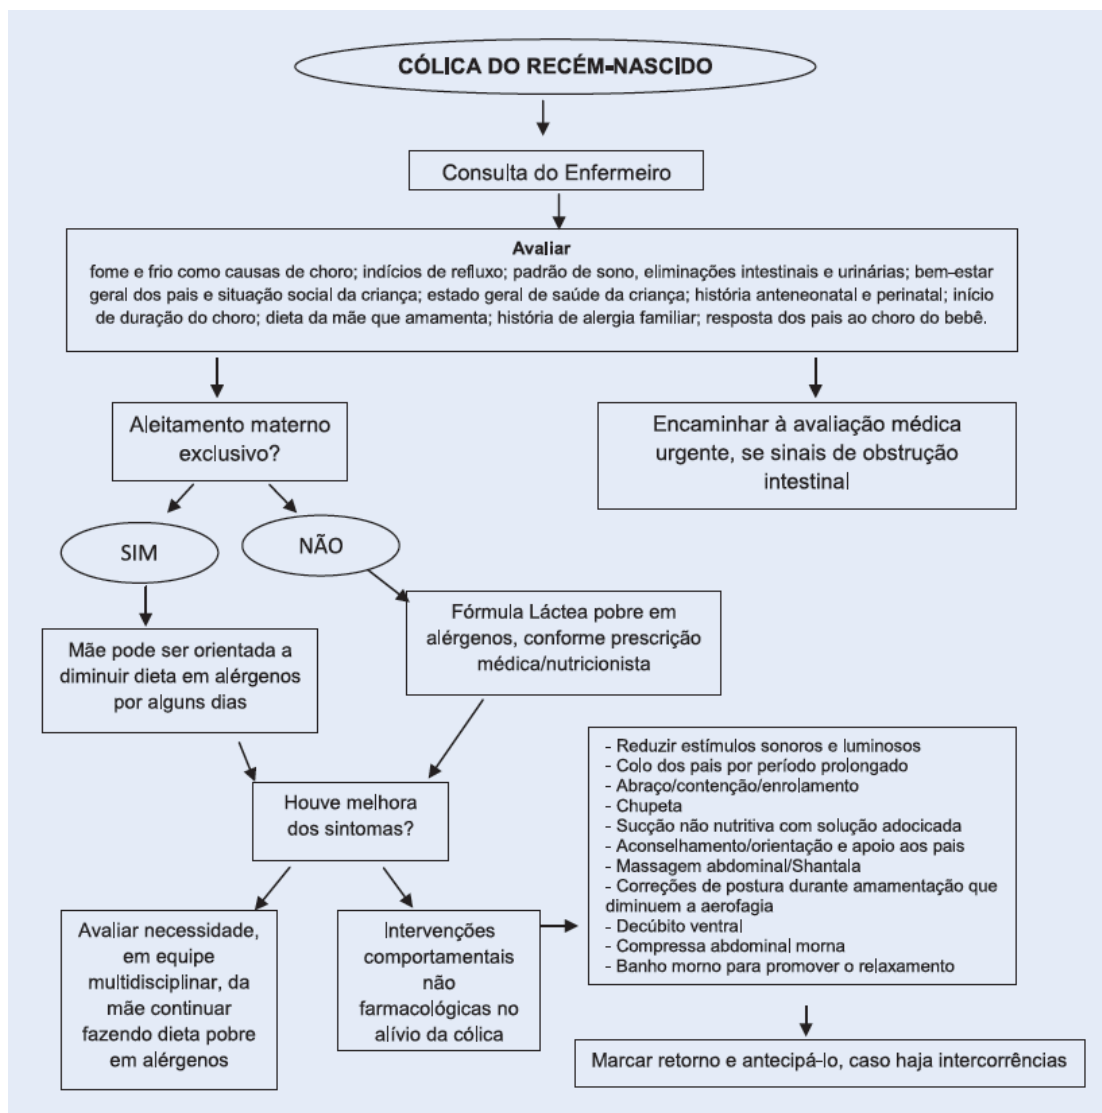 CÓLICA DO RECÉM-NASCIDO
Consulta do Enfermeiro
Avaliar
fome e frio como causas de choro; indícios de refluxo; padrão de sono, eliminações intestinais e urinárias; bem-estar
geral dos pais e situação social da criança; estado geral de saúde da criança; história anteneonatal e perinatal; início
de duração do choro; dieta da mãe que amamenta; história de alergia familiar; resposta dos pais ao choro do bebê.
Aleitamento materno
exclusivo?
Encaminhar à avaliação médica
urgente, se sinais de obstrução
intestinal
SIM
NÃO
Mãe pode ser orientada a
diminuir dieta em alérgenos
por alguns dias
Fórmula Láctea pobre em
alérgenos, conforme prescrição
médica/nutricionista
Houve melhora
dos sintomas?
Avaliar necessidade,
em equipe
multidisciplinar, da
mãe continuar
fazendo dieta pobre
em alérgenos
Intervenções
comportamentais
não
farmacológicas no
alívio da cólica
- Reduzir estímulos sonoros e luminosos
- Colo dos pais por período prolongado
- Abraço/contenção/enrolamento
- Chupeta
- Sucção não nutritiva com solução adocicada
- Aconselhamento/orientação e apoio aos pais
- Massagem abdominal/Shantala
- Correções de postura durante amamentação que
diminuem a aerofagia
- Decúbito ventral
- Compressa abdominal morna
- Banho morno para promover o relaxamento
Marcar retorno e antecipá-lo, caso haja intercorrências